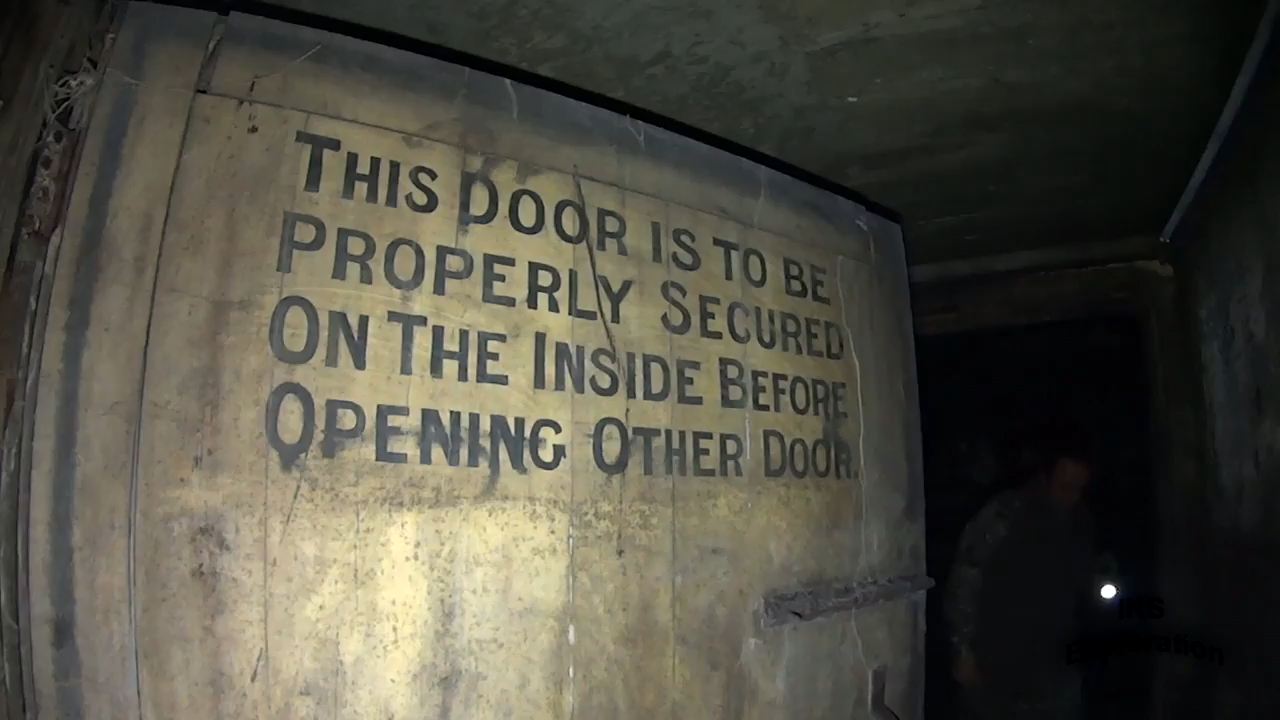 THIS DOOR IS TO BE
PROPERLY SECURED
ON THE INSIDE BEFORE
OPENING OTHER DOOR.